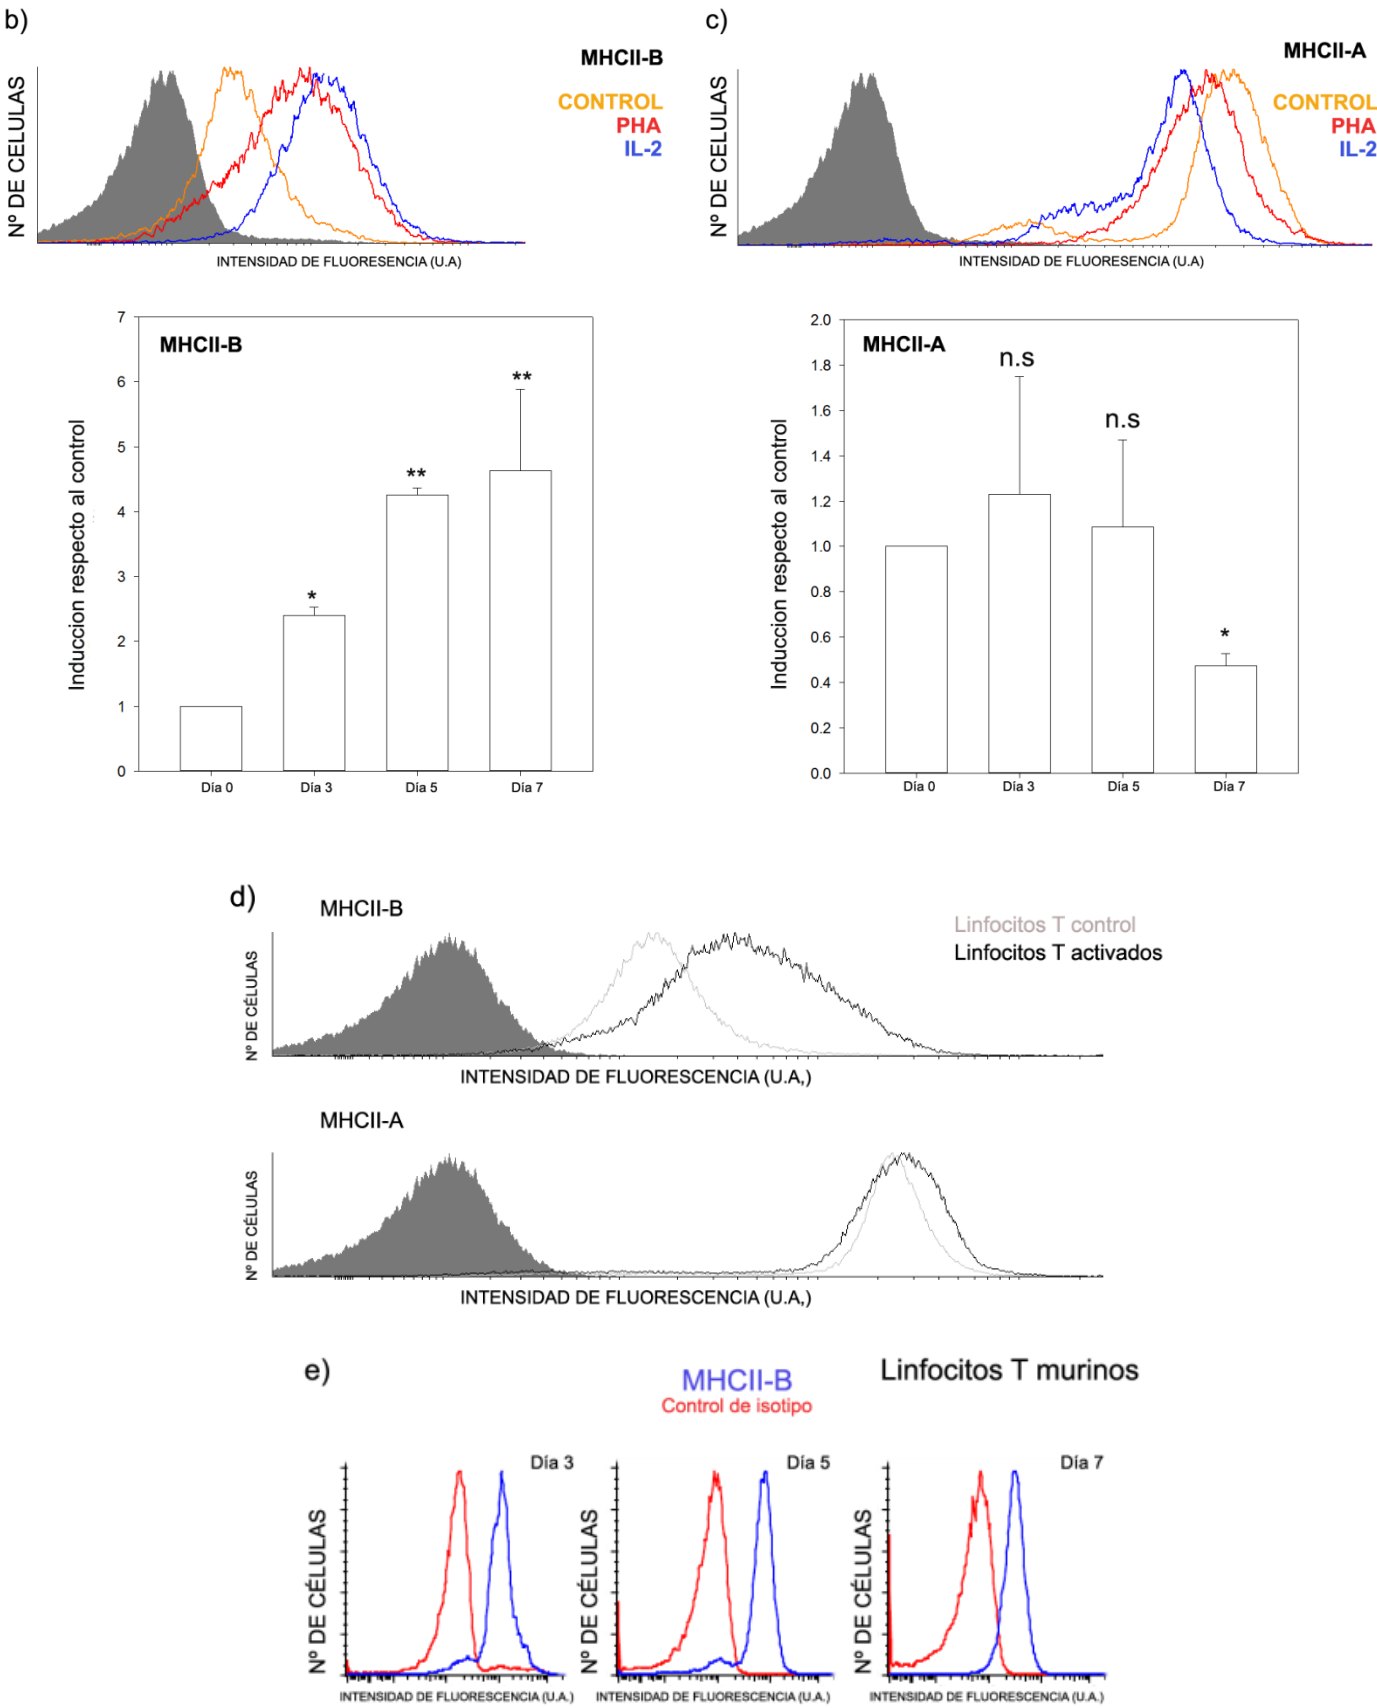 b)
MHCII-B
CONTROL
PHA
IL-2
Nº DE CELULAS
INTENSIDAD DE FLUORESENCIA (U.A)
c)
MHCII-A
CONTROL
PHA
IL-2
Nº DE CELULAS
INTENSIDAD DE FLUORESENCIA (U.A)
MHCII-B
Induccion respecto al control
7
6
5
4
3
2
1
0
*
**
**
Día 0
Día 3
Día 5
Día 7
MHCII-A
Induccion respecto al control
2.0
1.8
1.6
1.4
1.2
1.0
0.8
0.6
0.4
0.2
0.0
n.s
n.s
*
Día 0
Día 3
Día 5
Día 7
d)
MHCII-B
Linfocitos T control
Linfocitos T activados
Nº DE CÉLULAS
INTENSIDAD DE FLUORESCENCIA (U.A,)
MHCII-A
Nº DE CÉLULAS
INTENSIDAD DE FLUORESCENCIA (U.A,)
e)
MHCII-B
Control de isotipo
Linfocitos T murinos
Día 3
Nº DE CÉLULAS
INTENSIDAD DE FLUORESCENCIA (U.A.)
Día 5
Nº DE CÉLULAS
INTENSIDAD DE FLUORESCENCIA (U.A.)
Día 7
Nº DE CÉLULAS
INTENSIDAD DE FLUORESCENCIA (U.A.)